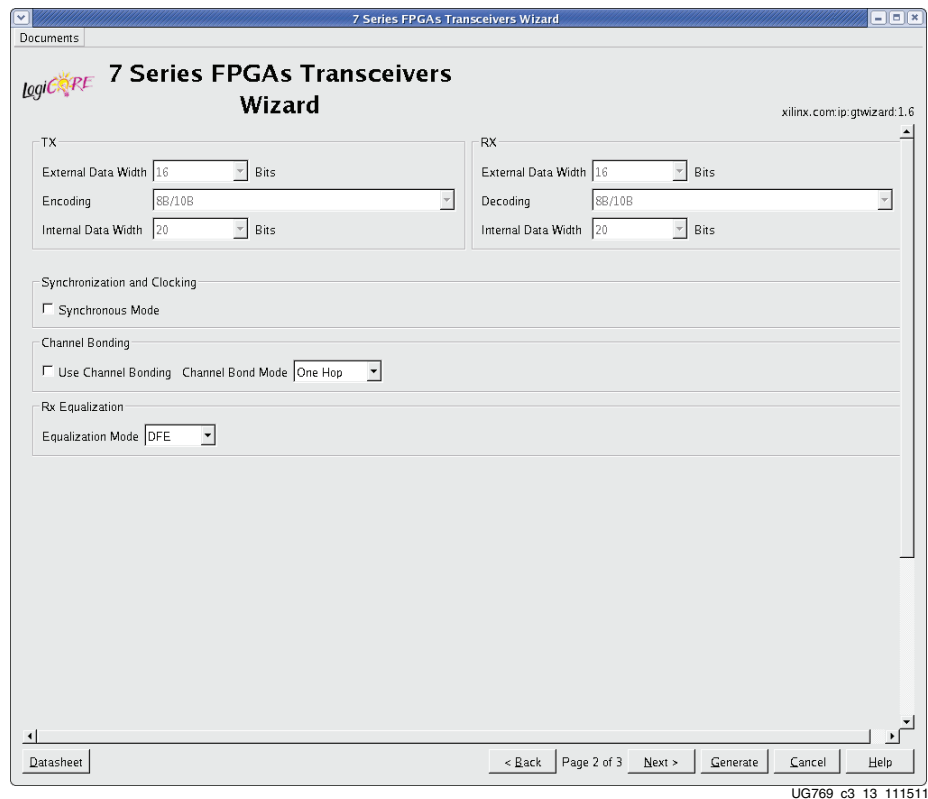 7 Series FPGAs Transceivers Wizard
Documents
LogiCORE
7 Series FPGAs Transceivers
Wizard
xilinx.com:ip:gtwizard:1.6
TX
RX
External Data Width 16 Bits
External Data Width 16 Bits
Encoding 8B/10B
Decoding 8B/10B
Internal Data Width 20 Bits
Internal Data Width 20 Bits
Synchronization and Clocking
Synchronous Mode
Channel Bonding
Use Channel Bonding Channel Bond Mode One Hop
Rx Equalization
Equalization Mode DFE
Datasheet < Back Page 2 of 3 Next > Generate Cancel Help
UG769_c3_13_111511